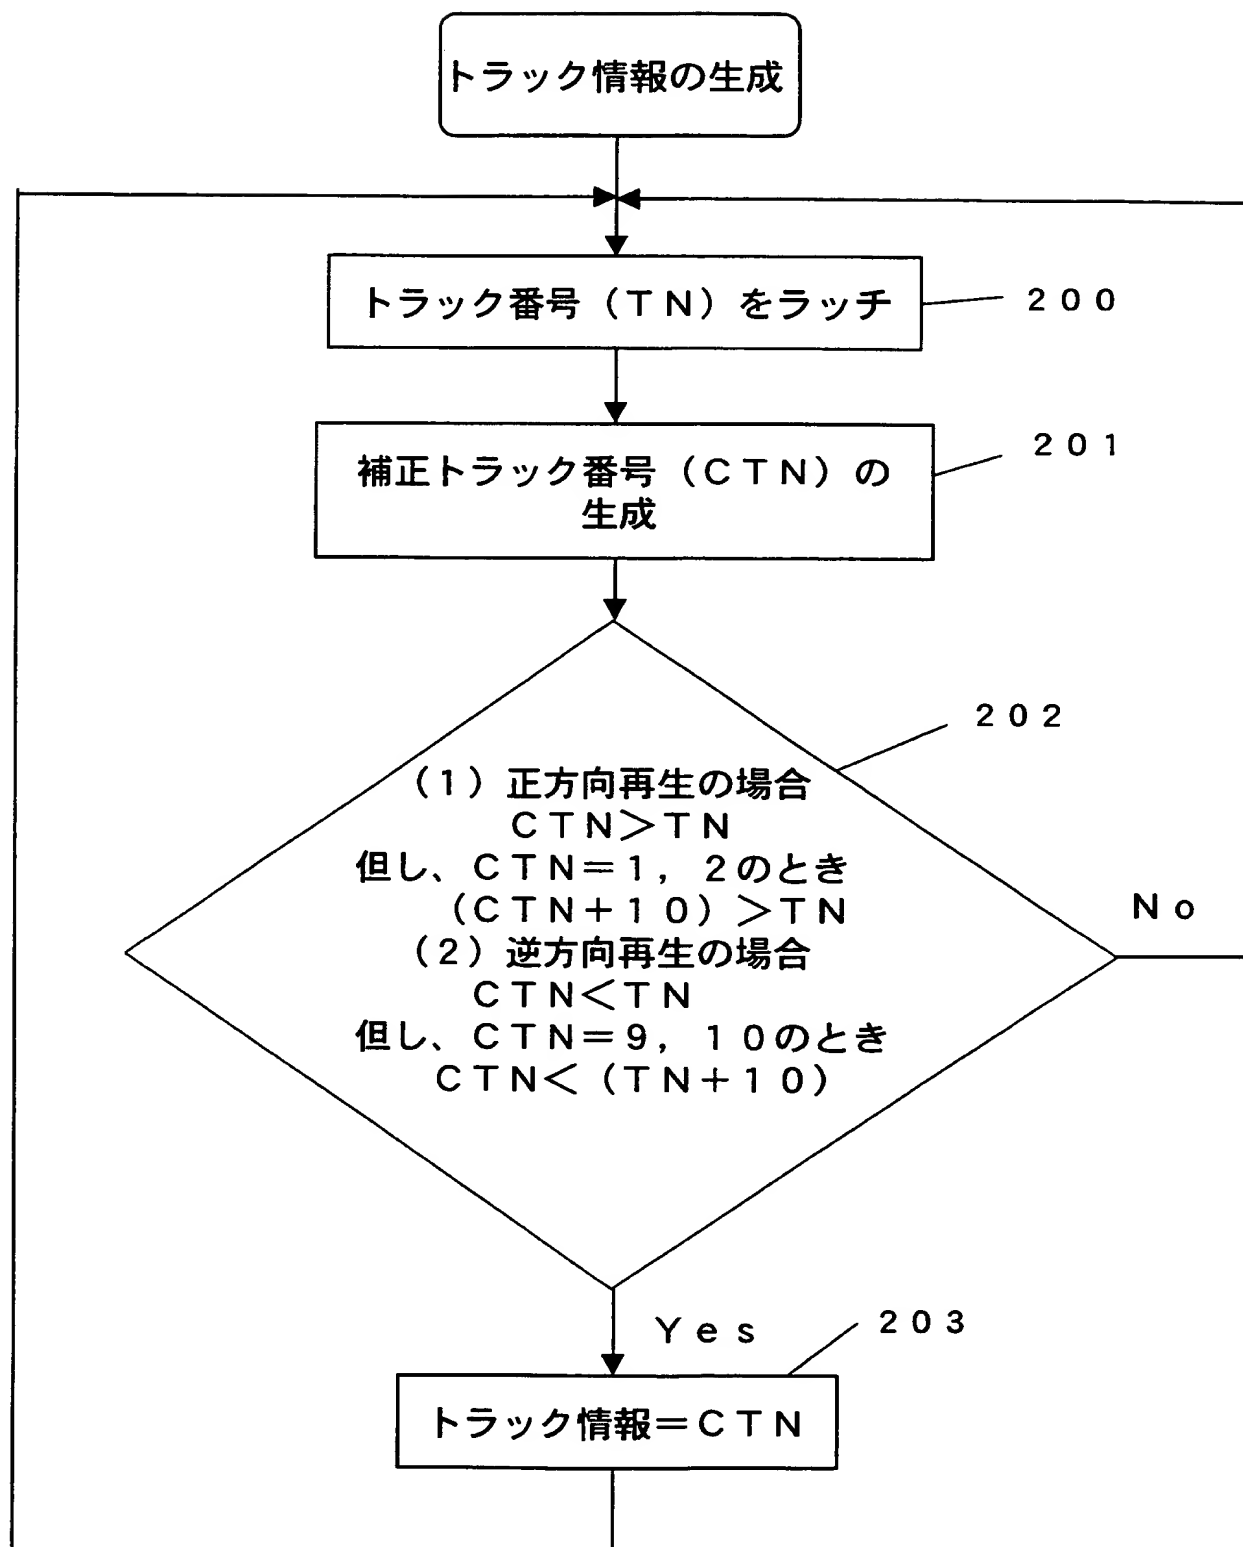 トラック情報の生成
トラック番号（ＴＮ）をラッチ
２００
補正トラック番号（ＣＴＮ）の
生成
２０１
２０２
（１）正方向再生の場合
ＣＴＮ＞ＴＮ
但し、ＣＴＮ＝１，２のとき
（ＣＴＮ＋１０）＞ＴＮ
（２）逆方向再生の場合
ＣＴＮ＜ＴＮ
但し、ＣＴＮ＝９，１０のとき
ＣＴＮ＜（ＴＮ＋１０）
Ｎｏ
Ｙｅｓ
２０３
トラック情報＝ＣＴＮ